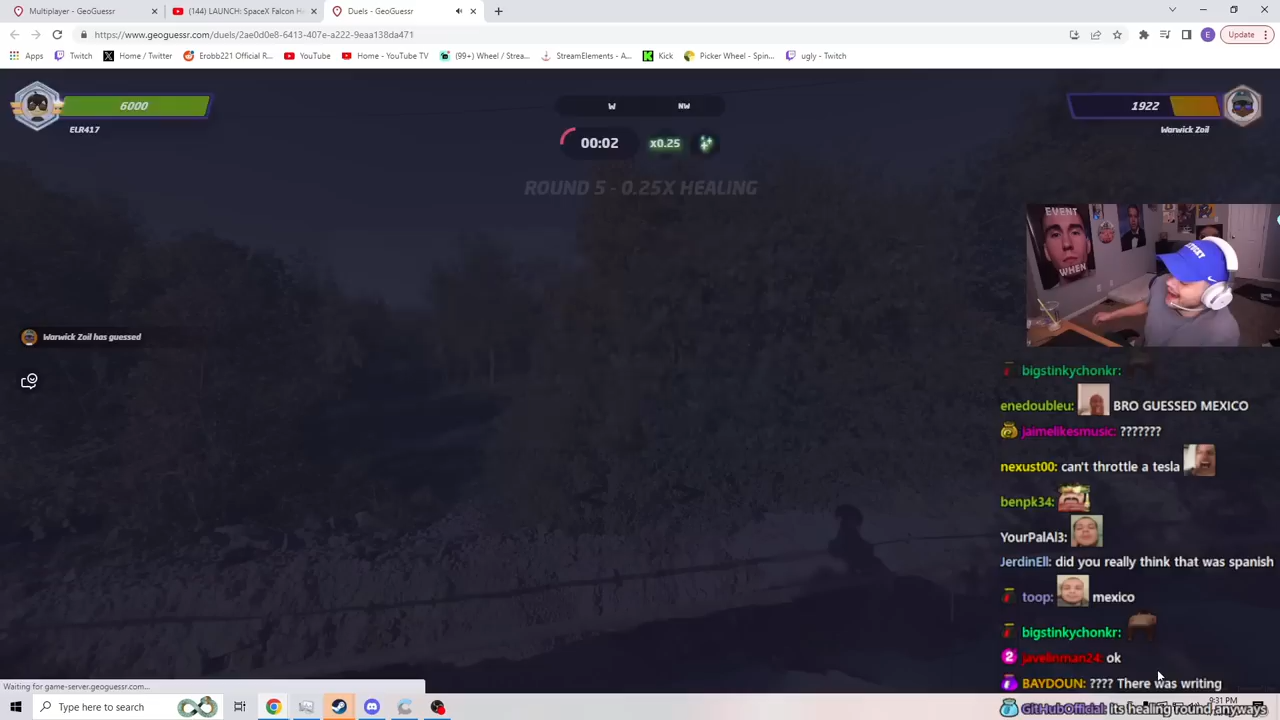 Multiplayer - GeoGuessr
(144) LAUNCH: SpaceX Falcon H
Duels - GeoGuessr
https://www.geoguessr.com/duels/2ae0d0e8-6413-407e-a222-9eaa138da471
E
Update
Apps
Twitch
Home / Twitter
Erobb221 Official R...
YouTube
Home - YouTube TV
(99+) Wheel / Strea...
StreamElements - A...
Kick
Picker Wheel - Spin...
ugly - Twitch
6000
ELR417
W NW
00:02
x0.25
1922
Warwick Zoil
ROUND 5 - 0.25X HEALING
EVENT
WHEN
Warwick Zoil has guessed
bigstinkychonkr:
enedoubleu: BRO GUESSED MEXICO
jaimelikesmusic: ???????
nexust00: can't throttle a tesla
benpk34:
YourPalAl3:
JerdinEll: did you really think that was spanish
toop: mexico
bigstinkychonkr:
javelinman24: ok
BAYDOUN: ???? There was writing
GitHubOfficial: its healing round anyways
Waiting for game-server.geoguessr.com...
Type here to search
9:31 PM